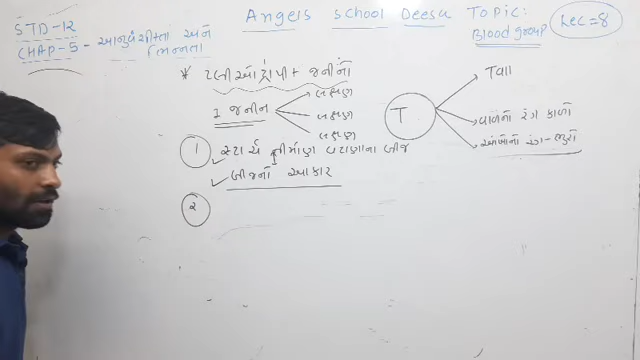 STD-12
CHAP-5 - આનુવંશીકતા અને
ભિન્નતા
Angels school Deesa
Topic:
Blood group
Lec=8
* પ્લીઓટ્રોપીક જનીનો
1 જનીન
લક્ષણ
લક્ષણ
લક્ષણ
T
Tall
વાળનો રંગ કાળો
આંખોનો રંગ - ભુરો
1 સ્ટાર્ચ નીર્માણ વટાણાના બીજ
બીજનો આકાર
2